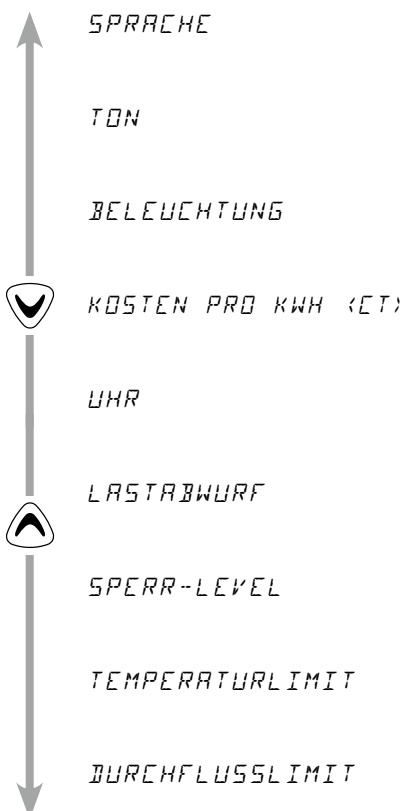 SPRACHE
TON
BELEUCHTUNG
KOSTEN PRO KWH (CT)
UHR
LASTABWURF
SPERR-LEVEL
TEMPERATURLIMIT
DURCHFLUSSLIMIT